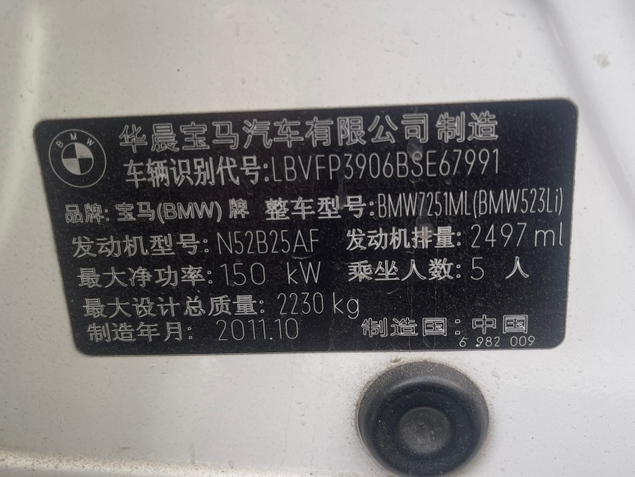 BMW
华晨宝马汽车有限公司制造
车辆识别代号:LBVFP3906BSE67991
品牌:宝马(BMW)牌 整车型号:BMW7251ML(BMW523Li)
发动机型号:N52B25AF 发动机排量:2497ml
最大净功率:150 kW 乘坐人数:5 人
最大设计总质量:2230kg
制造年月:2011.10 制造国:中国
6 982 009